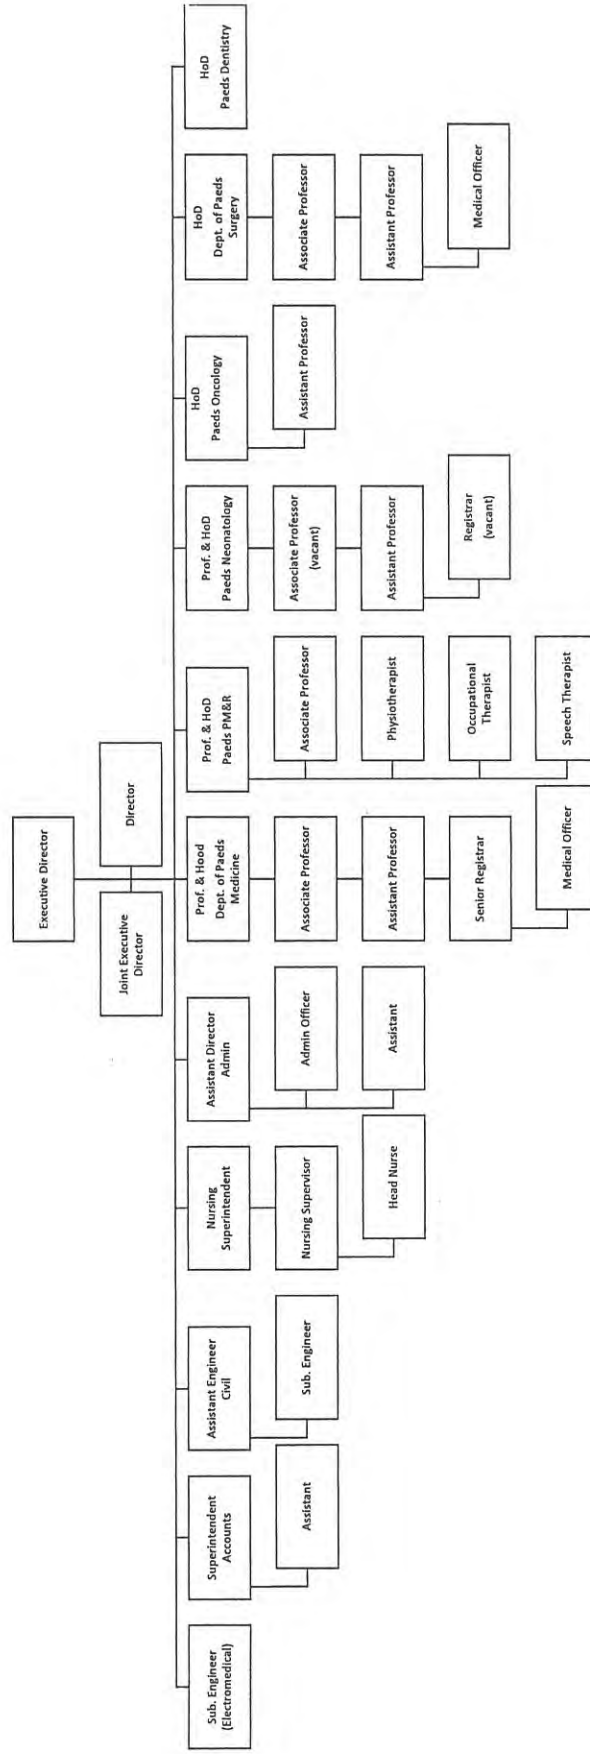 Executive Director
Joint Executive
Director
Director
Sub. Engineer
(Electromedical)
Superintendent
Accounts
Assistant
Assistant Engineer
Civil
Sub. Engineer
Nursing
Superintendent
Nursing Supervisor
Head Nurse
Assistant Director
Admin
Admin Officer
Assistant
Prof. & Hood
Dept. of Paeds
Medicine
Associate Professor
Assistant Professor
Senior Registrar
Medical Officer
Prof. & HoD
Paeds PM&R
Associate Professor
Physiotherapist
Occupational
Therapist
Speech Therapist
Prof. & HoD
Paeds Neonatology
Associate Professor
(vacant)
Assistant Professor
Registrar
(vacant)
HoD
Paeds Oncology
Assistant Professor
HoD
Dept. of Paeds
Surgery
Associate Professor
Assistant Professor
Medical Officer
HoD
Paeds Dentistry